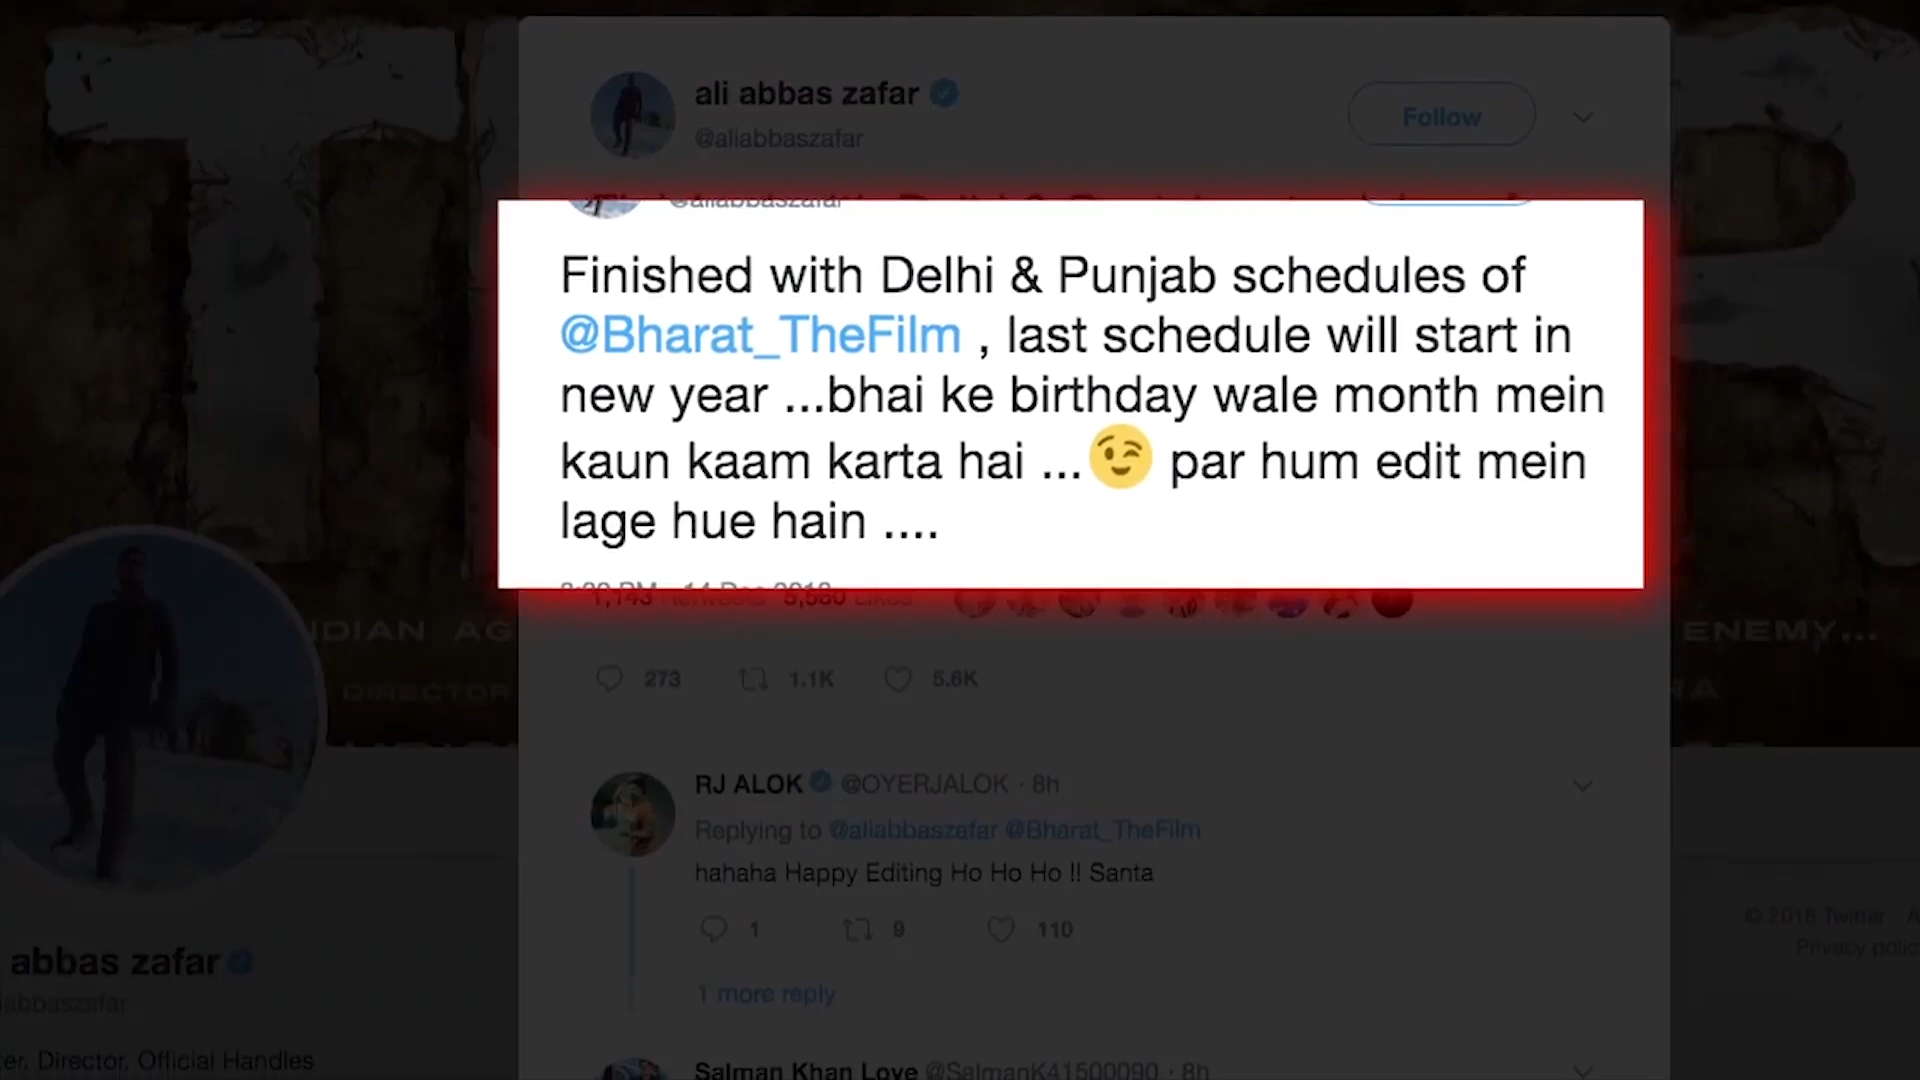 ali abbas zafar
@aliabbaszafar
Follow
@aliabbaszafar
Finished with Delhi & Punjab schedules of
@Bharat_TheFilm , last schedule will start in
new year ...bhai ke birthday wale month mein
kaun kaam karta hai ...😉 par hum edit mein
lage hue hain ....
1,143 Retweets 5,580 Likes
273 1.1K 5.6K
RJ ALOK @OYERJALOK · 8h
Replying to @aliabbaszafar @Bharat_TheFilm
hahaha Happy Editing Ho Ho Ho !! Santa
1 9 110
1 more reply
Salman Khan Love @SalmanK41500090 · 8h
NDIAN AG
ENEMY...
DIRECTOR
abbas zafar
abbaszafar
er. Director. Official Handles
© 2018 Twitter
Privacy polic